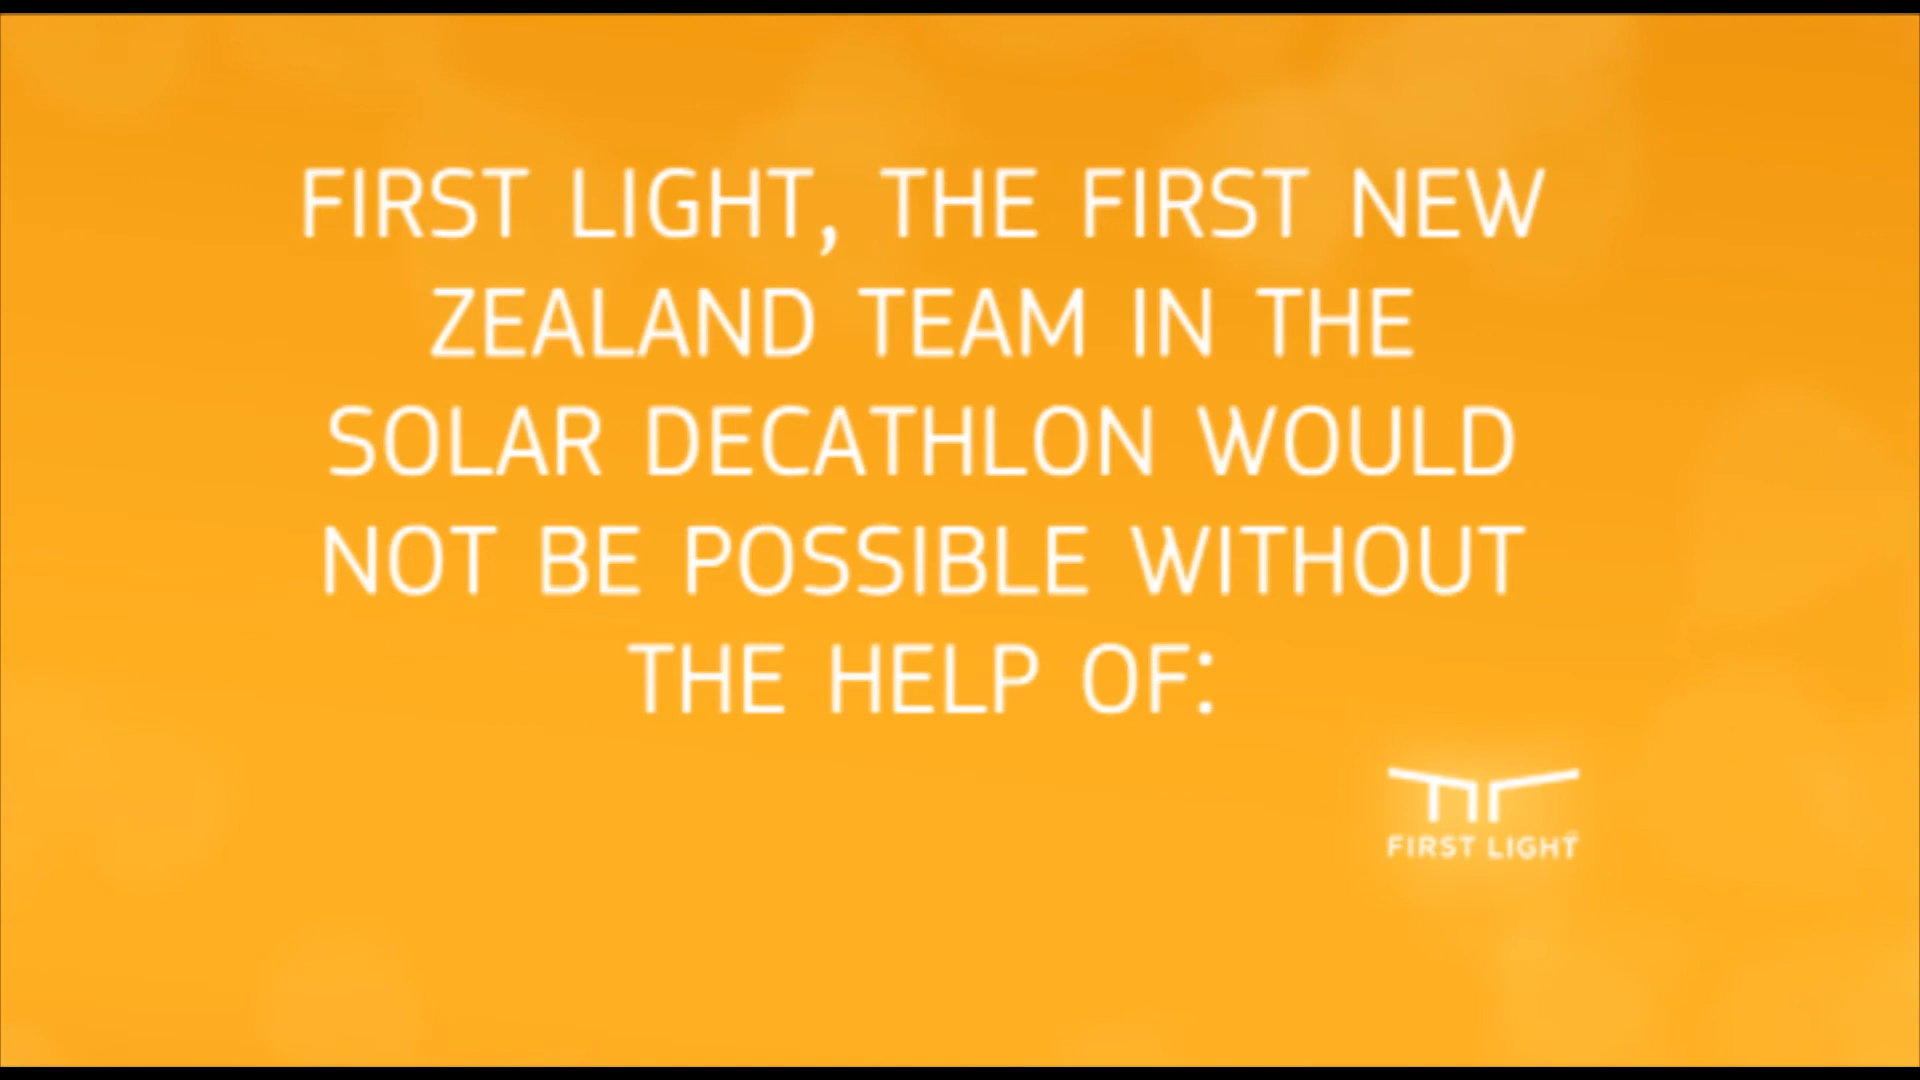 FIRST LIGHT, THE FIRST NEW
ZEALAND TEAM IN THE
SOLAR DECATHLON WOULD
NOT BE POSSIBLE WITHOUT
THE HELP OF:
FIRST LIGHT